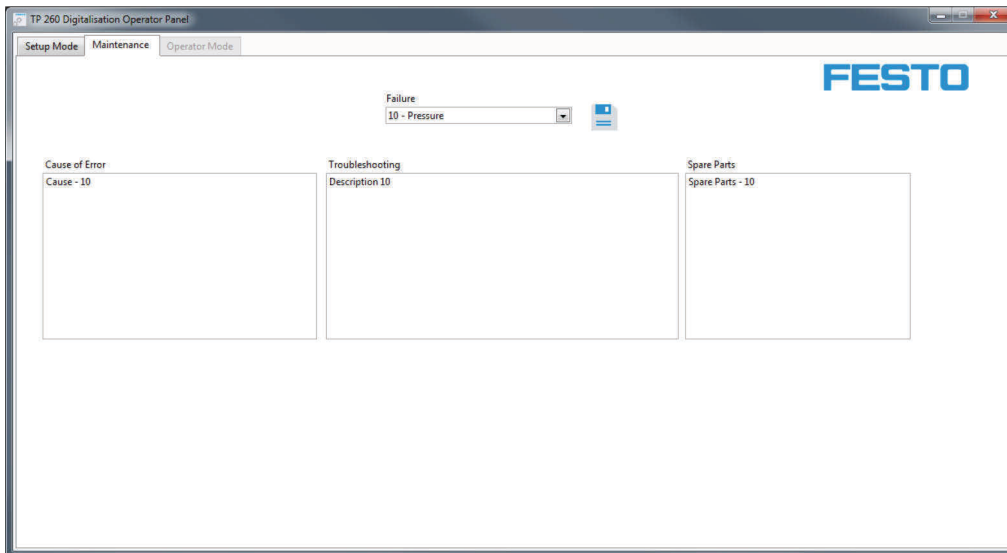 TP 260 Digitalisation Operator Panel
Setup Mode Maintenance Operator Mode
FESTO
Failure
10 - Pressure
Cause of Error Troubleshooting Spare Parts
Cause - 10 Description 10 Spare Parts - 10